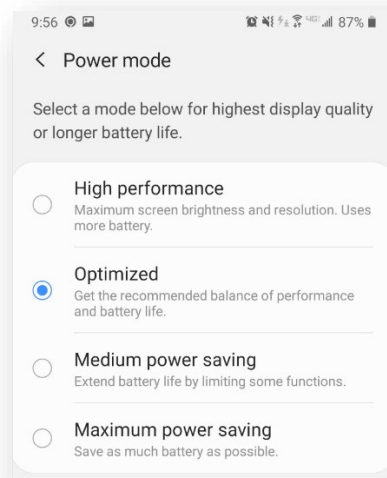 9:56 4G 87%
Power mode
Select a mode below for highest display quality
or longer battery life.
High performance
Maximum screen brightness and resolution. Uses
more battery.
Optimized
Get the recommended balance of performance
and battery life.
Medium power saving
Extend battery life by limiting some functions.
Maximum power saving
Save as much battery as possible.